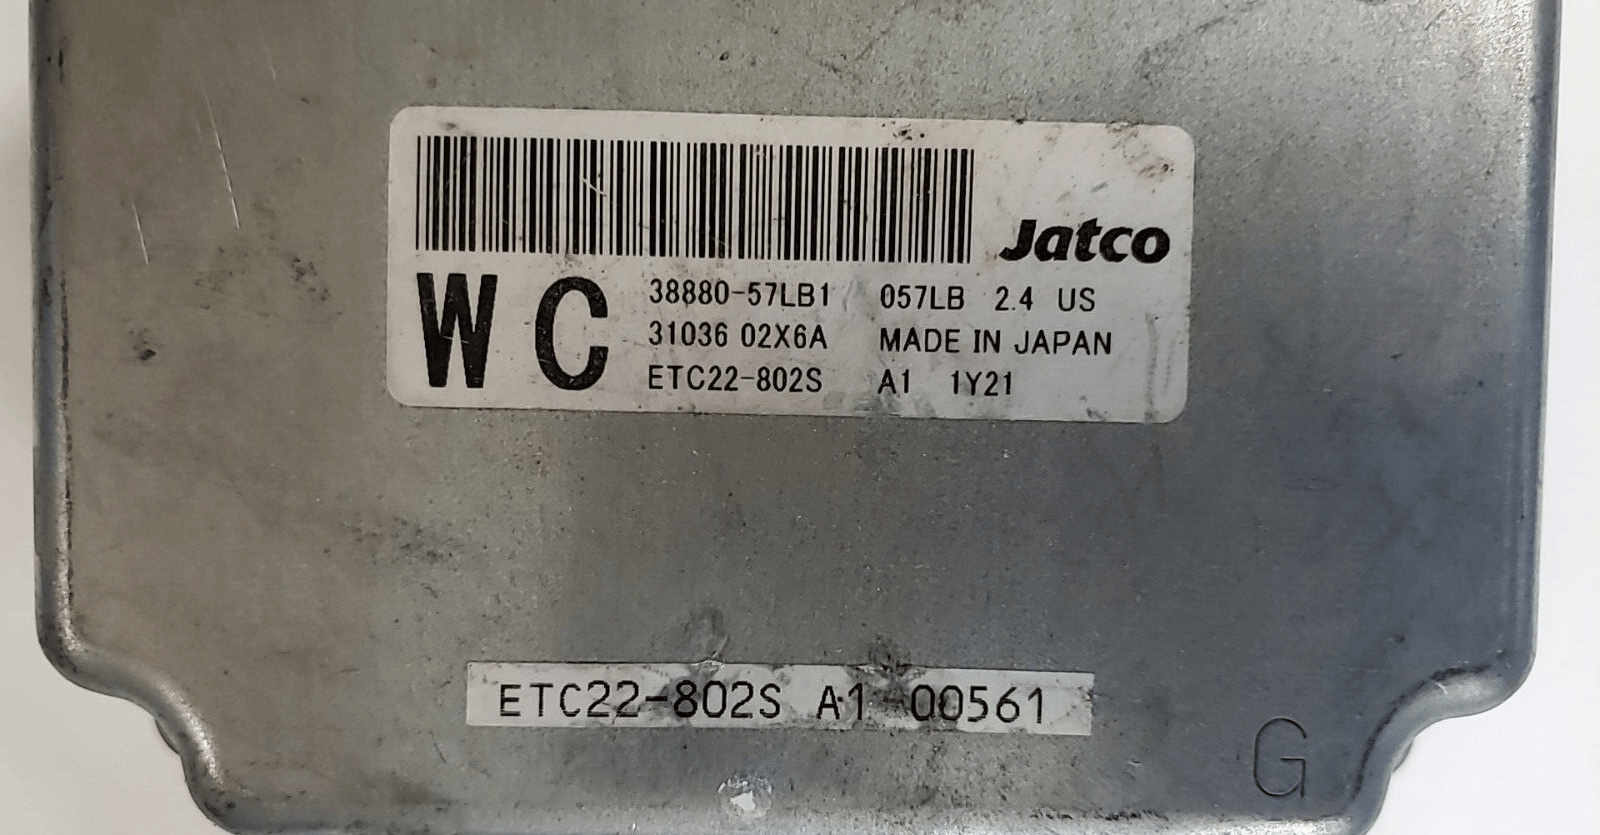 Jatco
WC
38880-57LB1 057LB 2.4 US
31036 02X6A MADE IN JAPAN
ETC22-802S A1 1Y21
ETC22-802S A1 00561
G